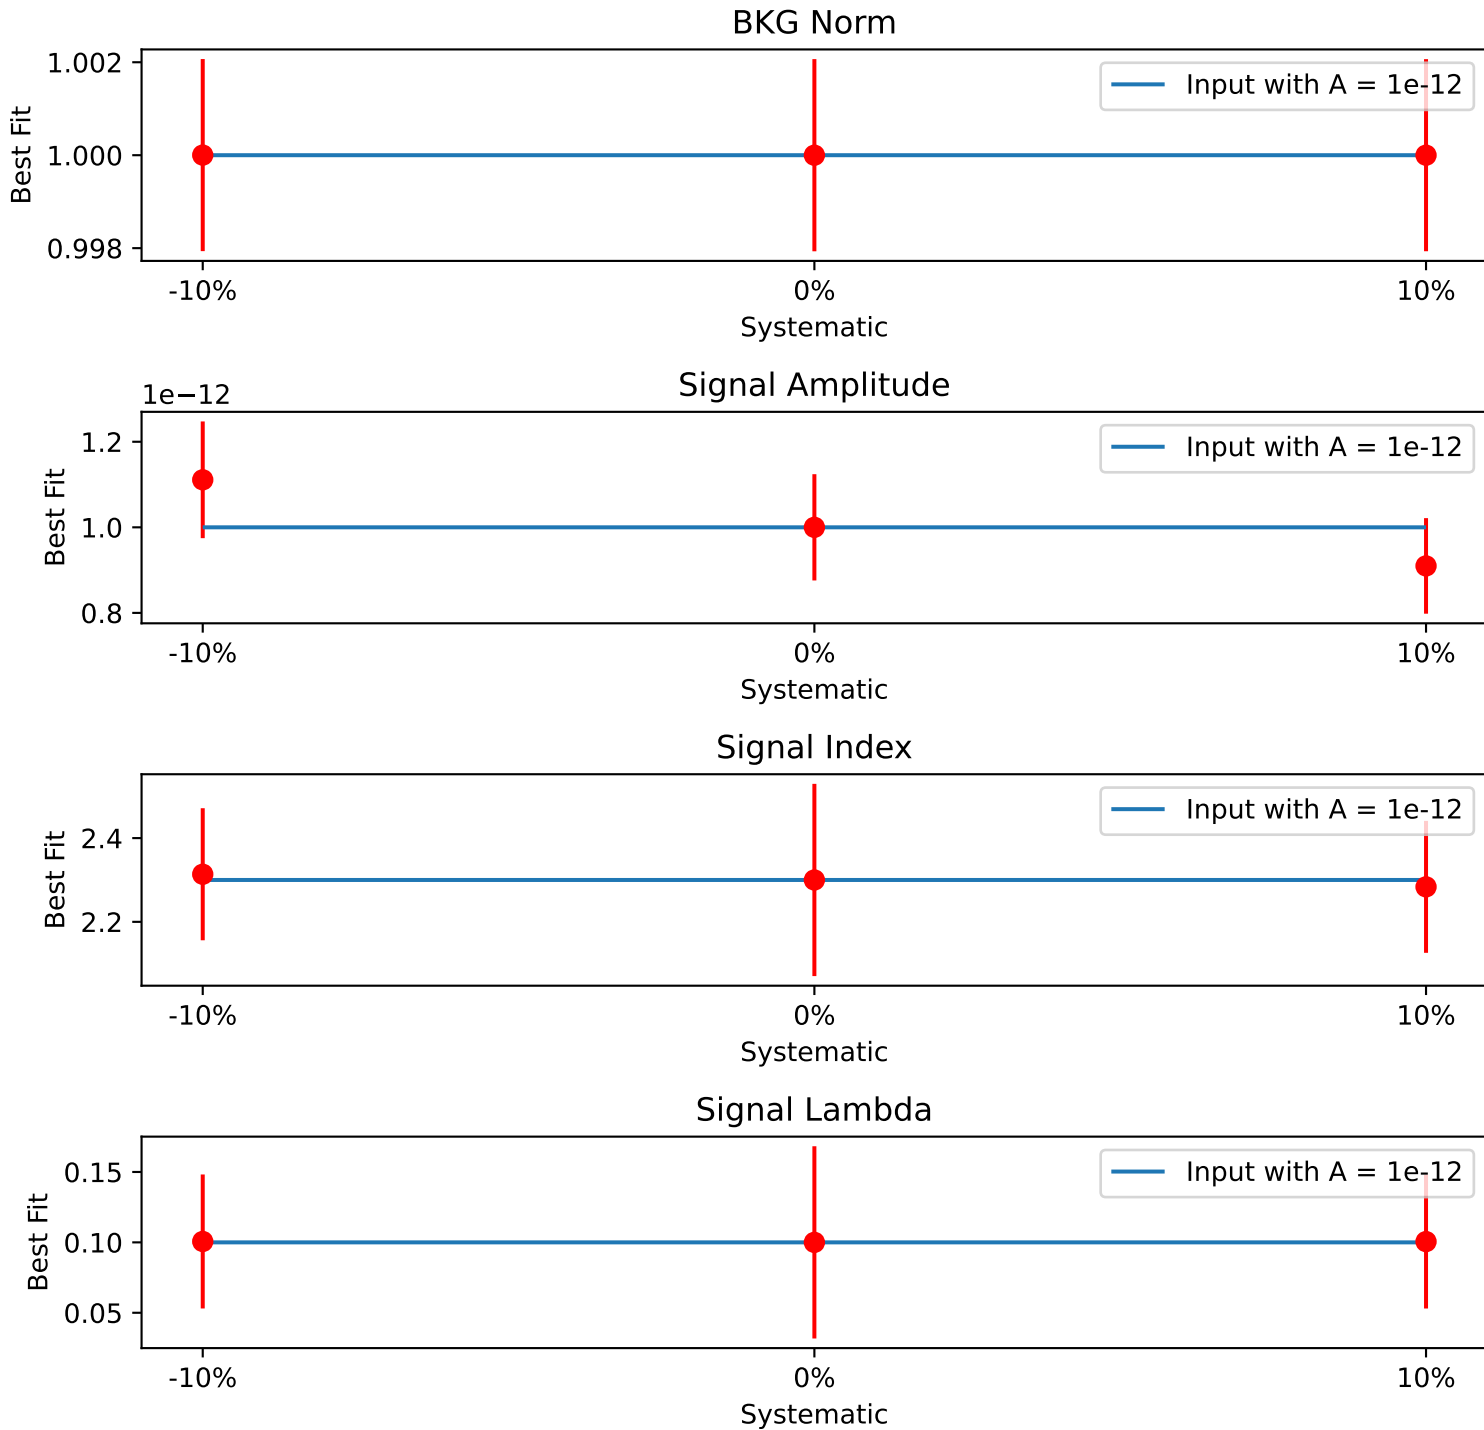 BKG Norm
1.002
Input with A = 1e-12
Best Fit
1.000
0.998
-10% 0% 10%
Systematic
Signal Amplitude
1e−12
1.2
Input with A = 1e-12
Best Fit
1.0
0.8
-10% 0% 10%
Systematic
Signal Index
Input with A = 1e-12
Best Fit
2.4
2.2
-10% 0% 10%
Systematic
Signal Lambda
Input with A = 1e-12
0.15
Best Fit
0.10
0.05
-10% 0% 10%
Systematic